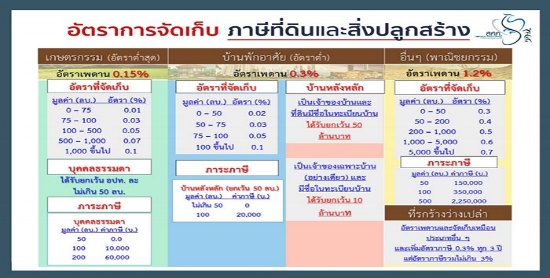 อัตราการจัดเก็บ ภาษีที่ดินและสิ่งปลูกสร้าง
สถท.
เกษตรกรรม (อัตราต่ำสุด)
อัตราเพดาน 0.15%
อัตราที่จัดเก็บ
มูลค่า (ลบ.) อัตรา (%)
0 – 75 0.01
75 – 100 0.03
100 – 500 0.05
500 – 1,000 0.07
1,000 ขึ้นไป 0.1
บุคคลธรรมดา
ได้รับยกเว้น อปท. ละ
ไม่เกิน 50 ลบ.
ภาระภาษี
บุคคลธรรมดา
มูลค่า (ลบ.) ค่าภาษี (บ.)
50 0.0
100 10,000
200 60,000
บ้านพักอาศัย (อัตราต่ำ)
อัตราเพดาน 0.3%
อัตราที่จัดเก็บ
มูลค่า (ลบ.) อัตรา (%)
0 – 50 0.02
50 – 75 0.03
75 – 100 0.05
100 ขึ้นไป 0.1
ภาระภาษี
บ้านหลังหลัก (ยกเว้น 50 ลบ.)
มูลค่า (ลบ.) ค่าภาษี (บ.)
ไม่เกิน 50 0
100 20,000
บ้านหลังหลัก
เป็นเจ้าของบ้านและ
ที่ดินมีชื่อในทะเบียนบ้าน
ได้รับยกเว้น 50
ล้านบาท
เป็นเจ้าของเฉพาะบ้าน
(อย่างเดียว) และ
มีชื่อในทะเบียนบ้าน
ได้รับยกเว้น 10
ล้านบาท
อื่นๆ (พาณิชยกรรม)
อัตราเพดาน 1.2%
อัตราที่จัดเก็บ
มูลค่า (ลบ.) อัตรา (%)
0 – 50 0.3
50 – 200 0.4
200 – 1,000 0.5
1,000 – 5,000 0.6
5,000 ขึ้นไป 0.7
ภาระภาษี
มูลค่า (ลบ.) ค่าภาษี (บ.)
50 150,000
100 350,000
500 2,250,000
ที่รกร้างว่างเปล่า
อัตราเพดานและจัดเก็บเหมือน
ประเภทอื่น ๆ
และเพิ่มอัตราภาษี 0.3% ทุก 3 ปี
แต่อัตราภาษีรวมไม่เกิน 3%